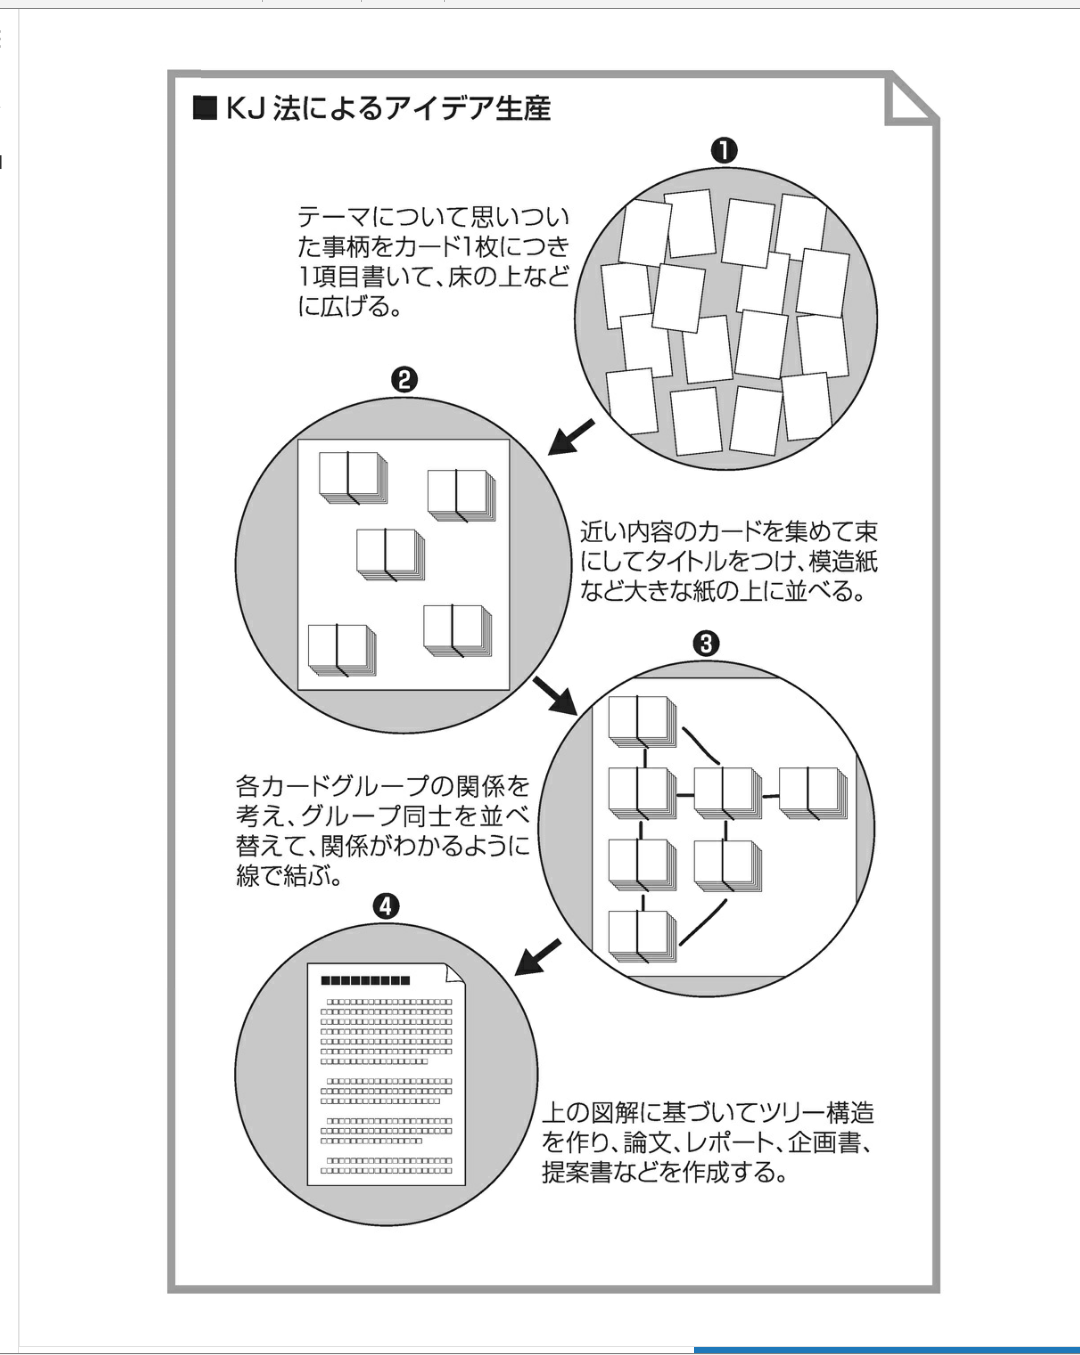 ■ KJ 法によるアイデア生産
❶
テーマについて思いつい
た事柄をカード1枚につき
1項目書いて、床の上など
に広げる。
❷
近い内容のカードを集めて束
にしてタイトルをつけ、模造紙
など大きな紙の上に並べる。
❸
各カードグループの関係を
考え、グループ同士を並べ
替えて、関係がわかるように
線で結ぶ。
❹
上の図解に基づいてツリー構造
を作り、論文、レポート、企画書、
提案書などを作成する。